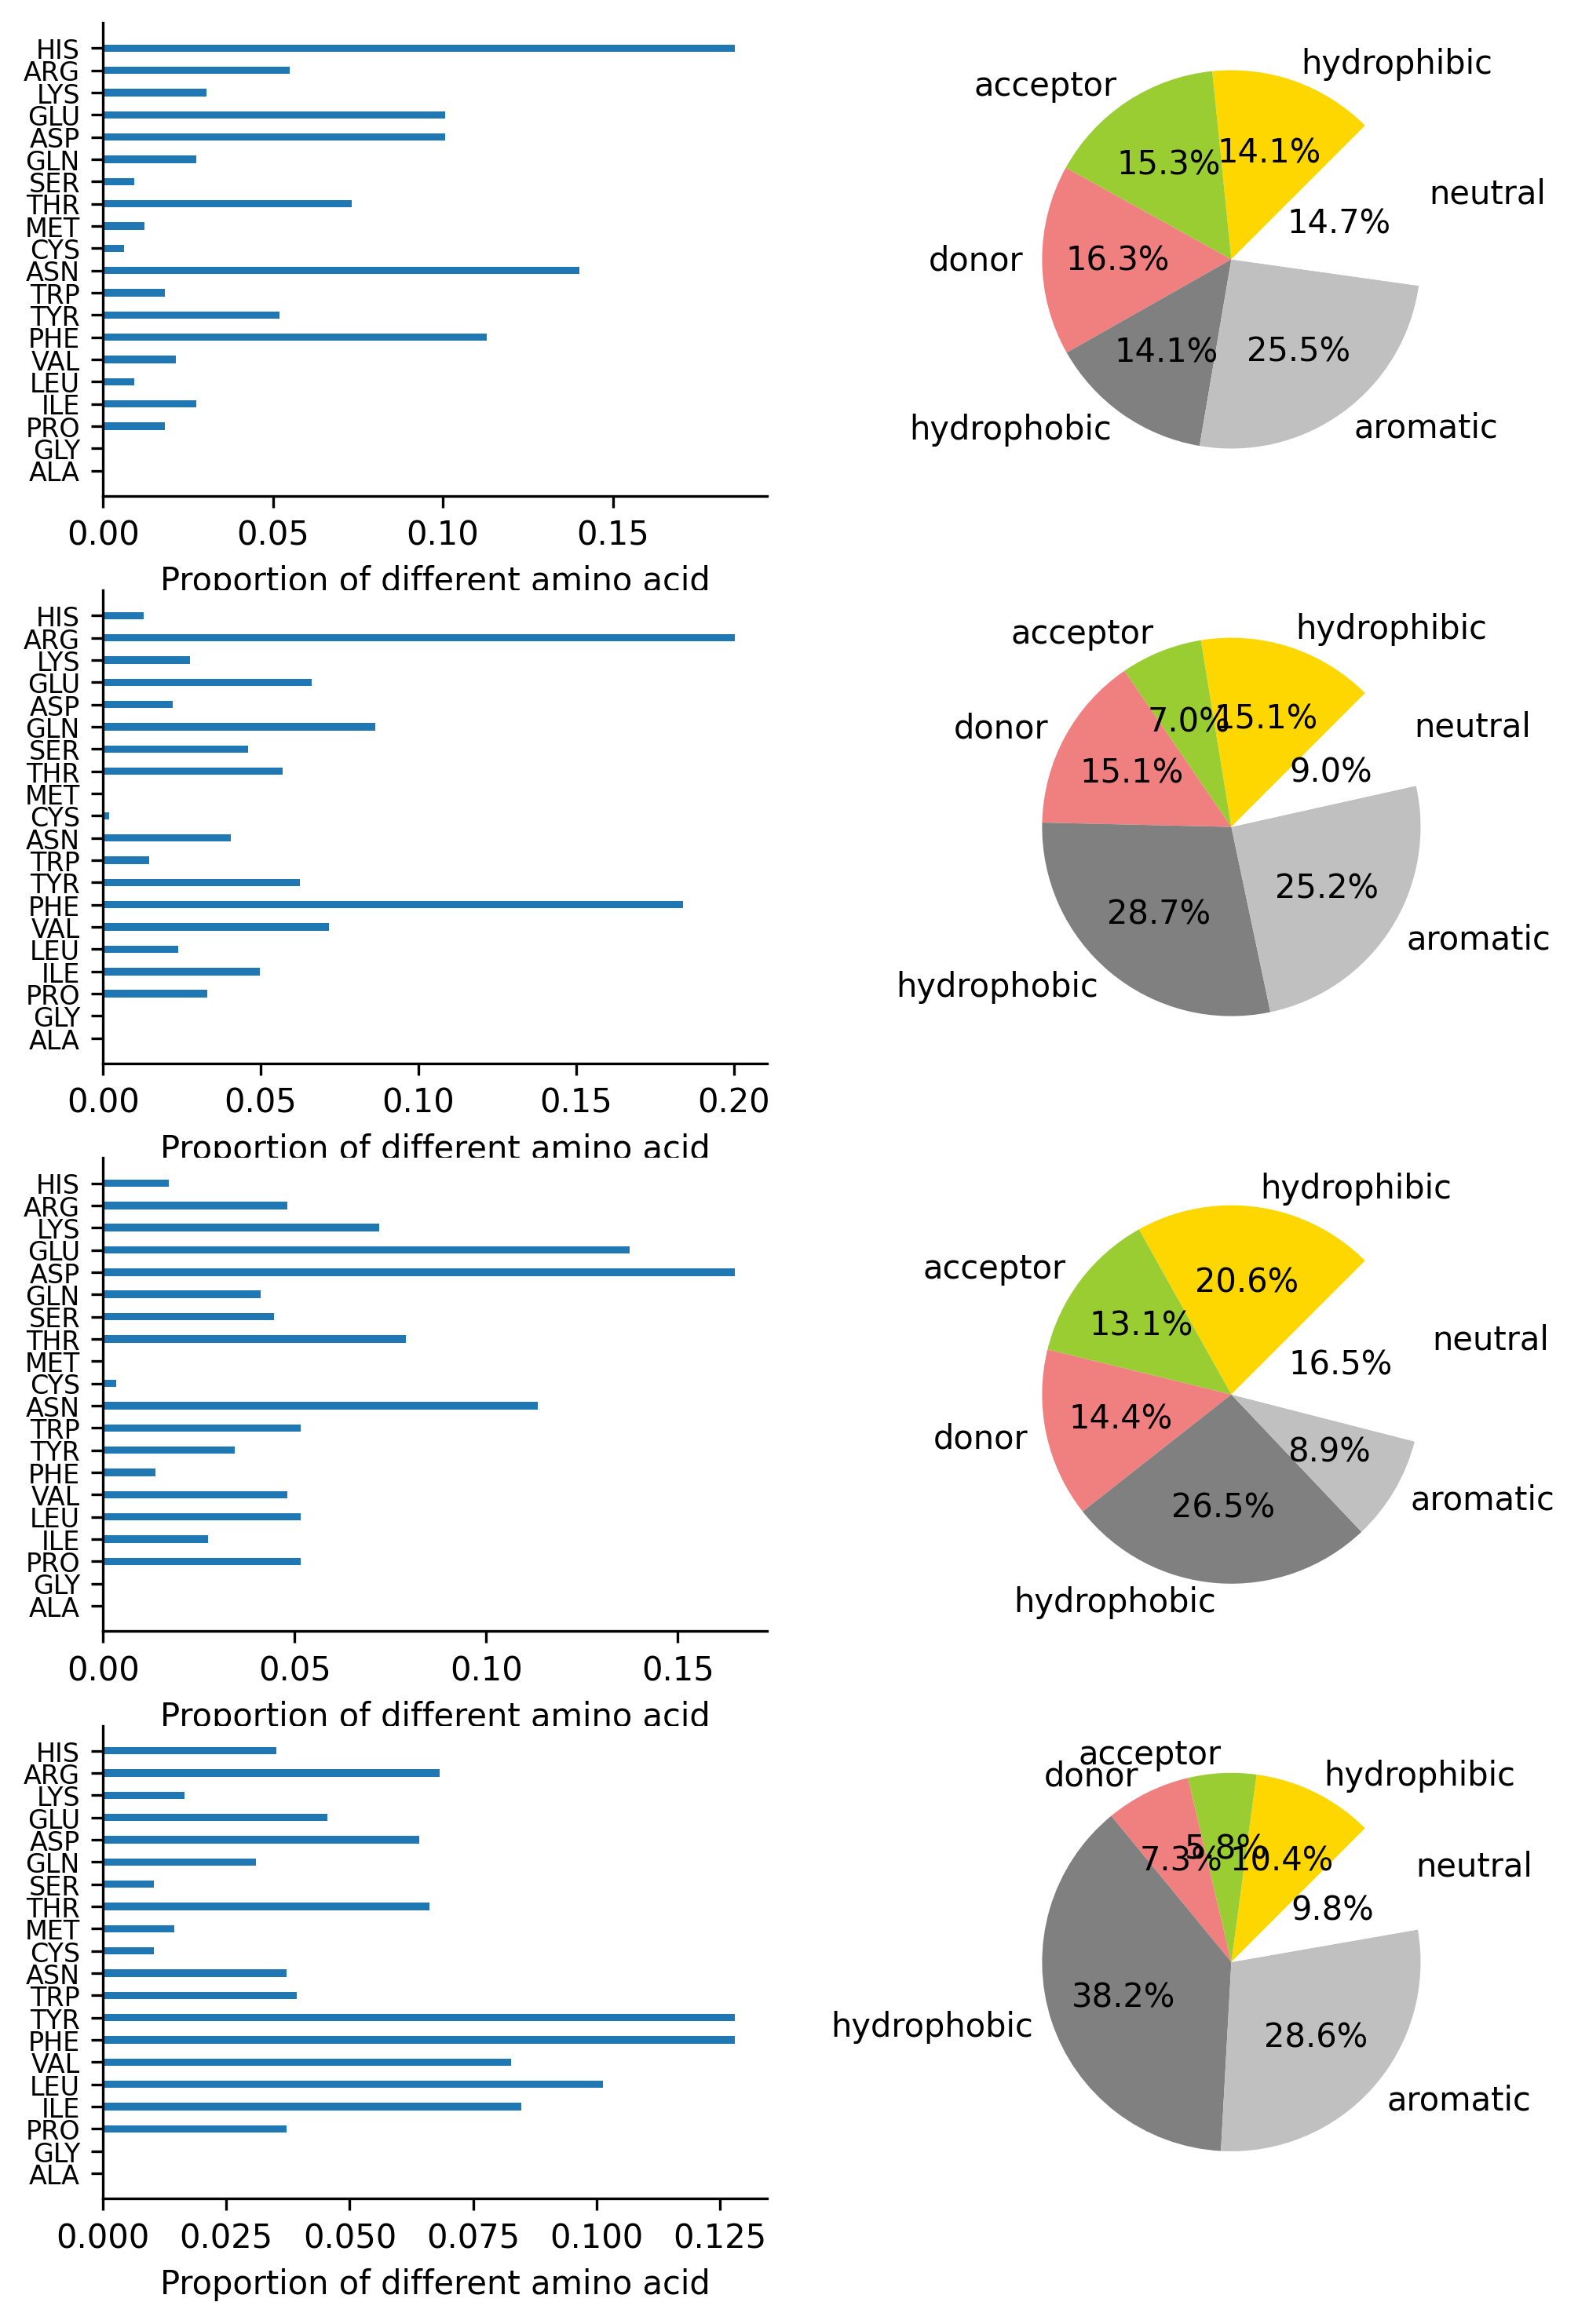 HIS
ARG
LYS
GLU
ASP
GLN
SER
THR
MET
CYS
ASN
TRP
TYR
PHE
VAL
LEU
ILE
PRO
GLY
ALA
0.00 0.05 0.10 0.15
Proportion of different amino acid
hydrophibic
acceptor
14.1%
15.3%
neutral
14.7%
donor
16.3%
14.1%
25.5%
hydrophobic
aromatic
HIS
ARG
LYS
GLU
ASP
GLN
SER
THR
MET
CYS
ASN
TRP
TYR
PHE
VAL
LEU
ILE
PRO
GLY
ALA
0.00 0.05 0.10 0.15 0.20
Proportion of different amino acid
hydrophibic
acceptor
7.0%
15.1%
neutral
donor
15.1%
9.0%
28.7%
25.2%
aromatic
hydrophobic
HIS
ARG
LYS
GLU
ASP
GLN
SER
THR
MET
CYS
ASN
TRP
TYR
PHE
VAL
LEU
ILE
PRO
GLY
ALA
0.00 0.05 0.10 0.15
Proportion of different amino acid
hydrophibic
acceptor
20.6%
13.1%
neutral
16.5%
donor
14.4%
8.9%
26.5%
aromatic
hydrophobic
HIS
ARG
LYS
GLU
ASP
GLN
SER
THR
MET
CYS
ASN
TRP
TYR
PHE
VAL
LEU
ILE
PRO
GLY
ALA
0.000 0.025 0.050 0.075 0.100 0.125
Proportion of different amino acid
acceptor
donor
hydrophibic
5.8%
7.3%
10.4%
neutral
9.8%
38.2%
hydrophobic
28.6%
aromatic